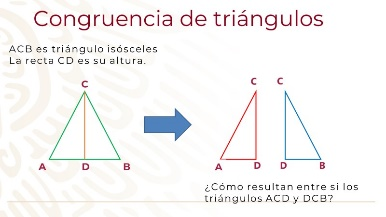 Congruencia de triángulos
ACB es triángulo isósceles
La recta CD es su altura.
C
A D B
C C
A D D B
¿Cómo resultan entre si los
triángulos ACD y DCB?